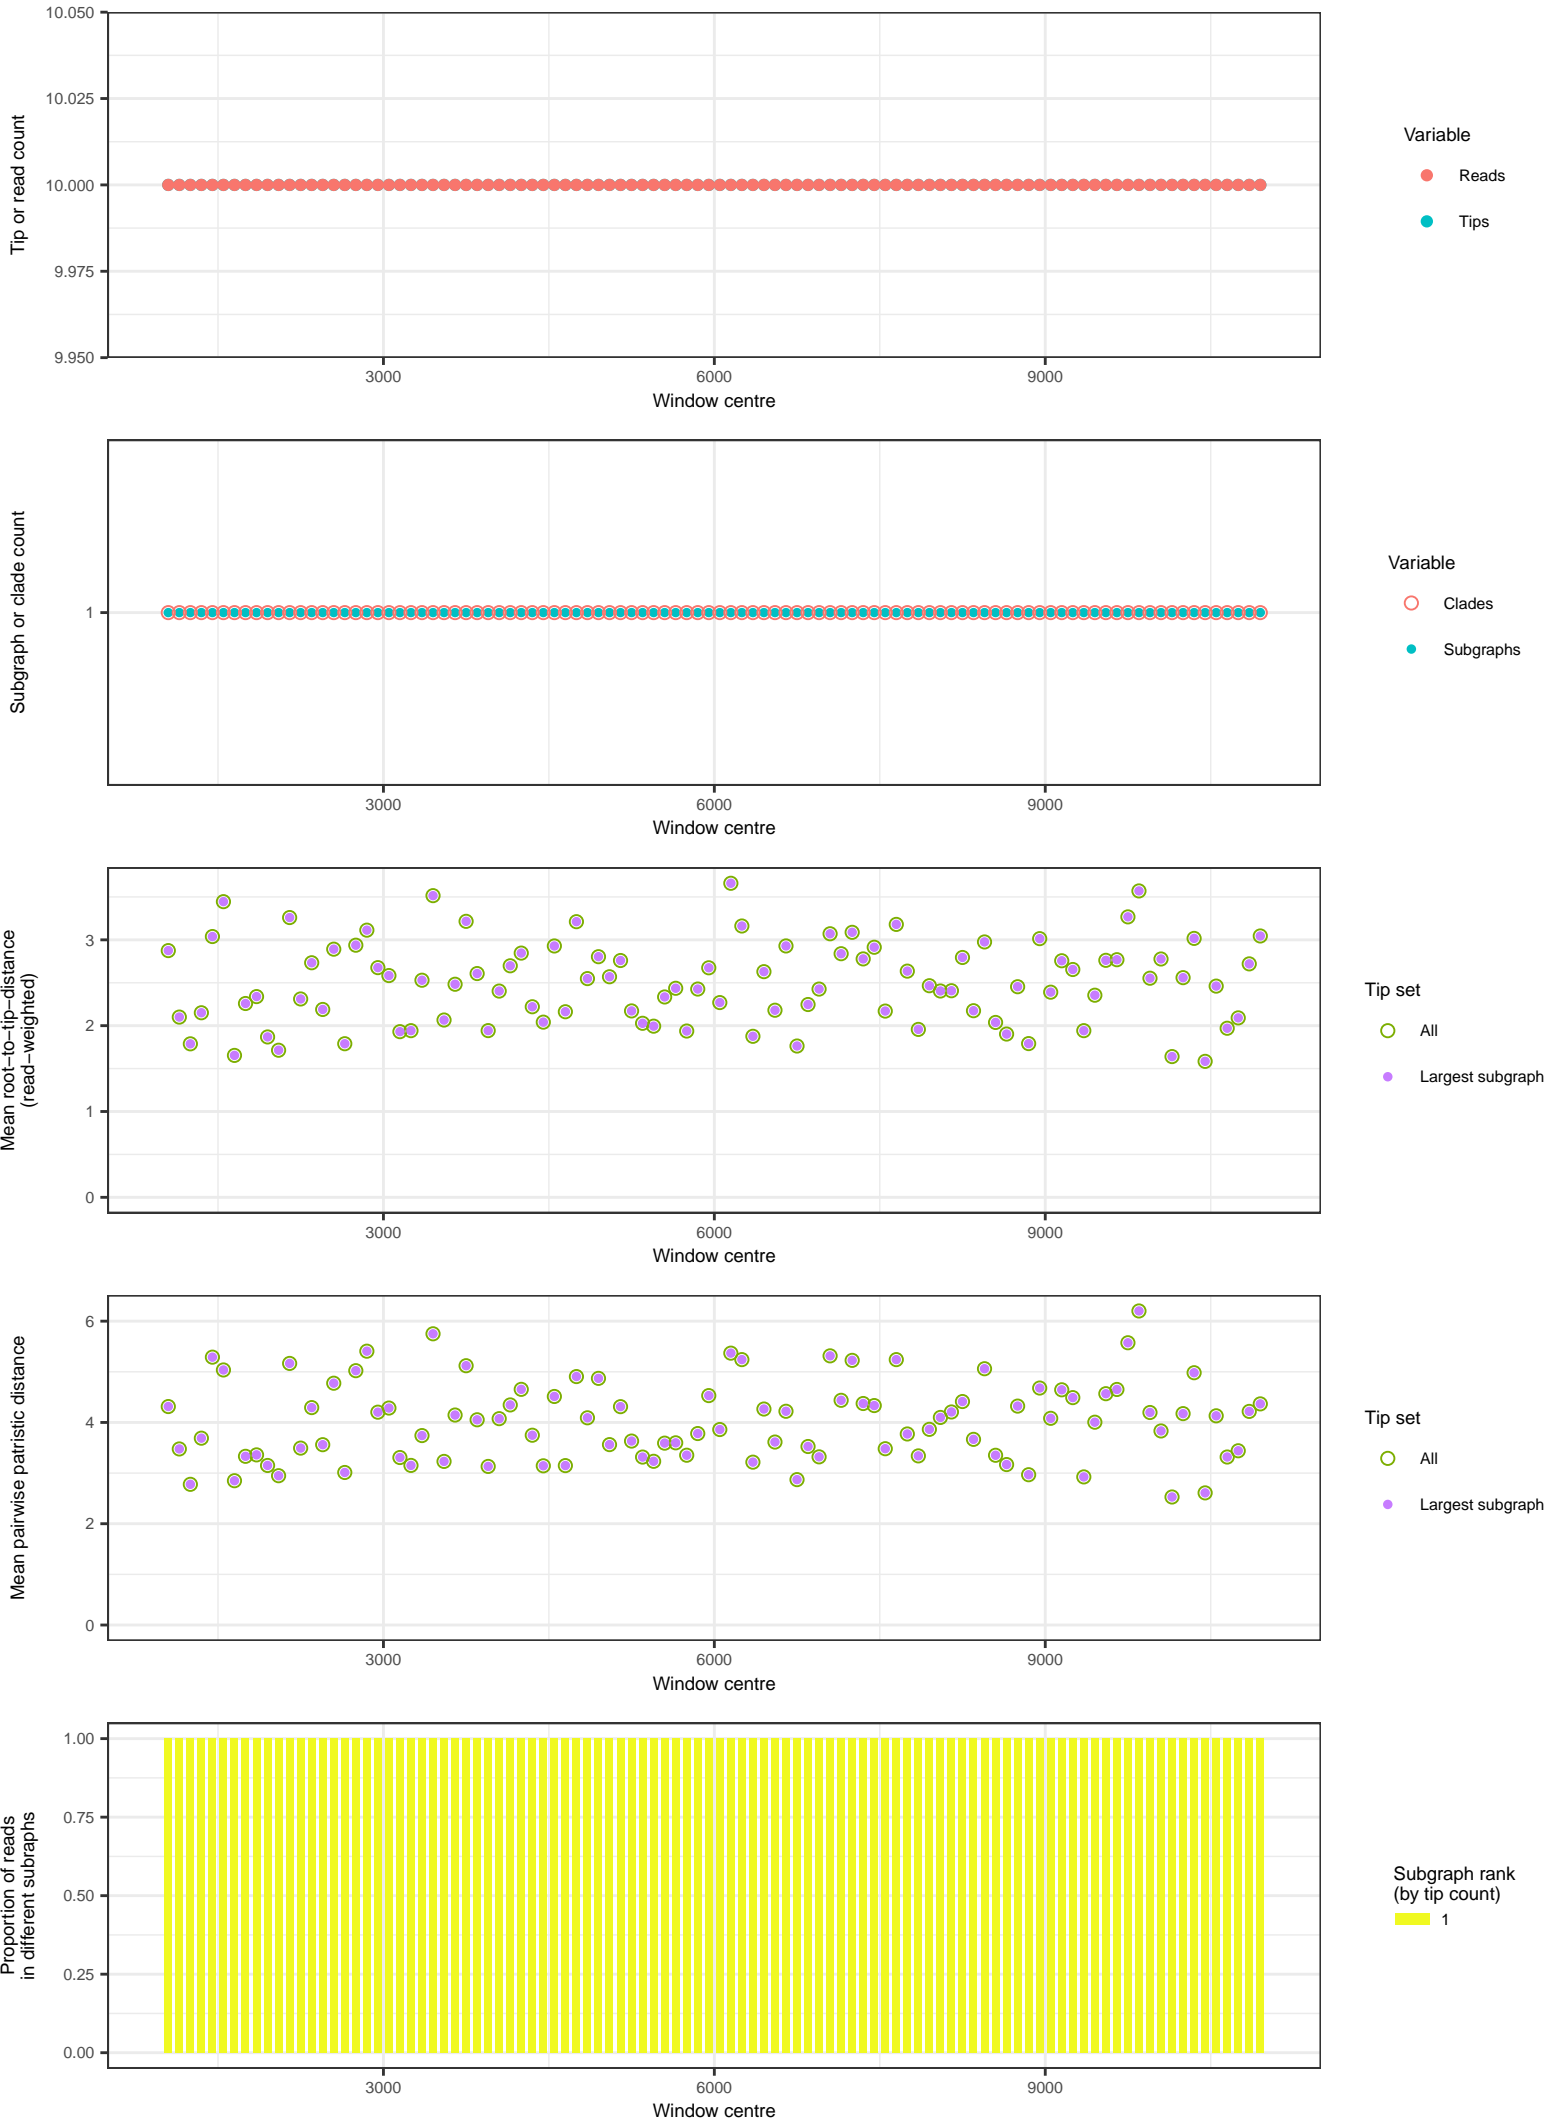 10.050
10.025
10.000
9.975
9.950
Tip or read count
3000
6000
9000
Window centre
Variable
Reads
Tips
1
Subgraph or clade count
3000
6000
9000
Window centre
Variable
Clades
Subgraphs
3
2
1
0
Mean root−to−tip−distance
(read−weighted)
3000
6000
9000
Window centre
Tip set
All
Largest subgraph
6
4
2
0
Mean pairwise patristic distance
3000
6000
9000
Window centre
Tip set
All
Largest subgraph
1.00
0.75
0.50
0.25
0.00
Proportion of reads
in different subraphs
3000
6000
9000
Window centre
Subgraph rank
(by tip count)
1